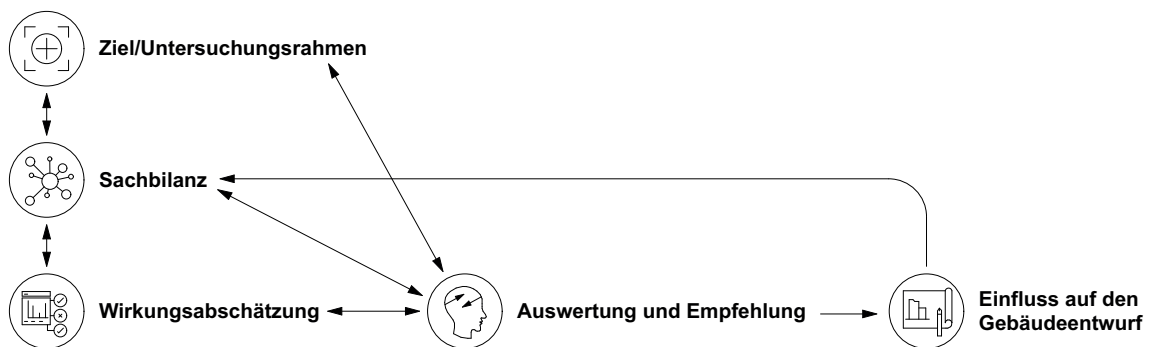 Ziel/Untersuchungsrahmen
Sachbilanz
Wirkungsabschätzung
Auswertung und Empfehlung
Einfluss auf den
Gebäudeentwurf